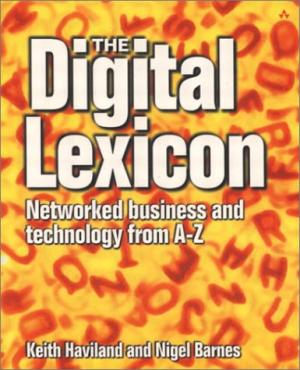 THE
Digital
Lexicon
Networked business and
technology from A-Z
Keith Haviland and Nigel Barnes